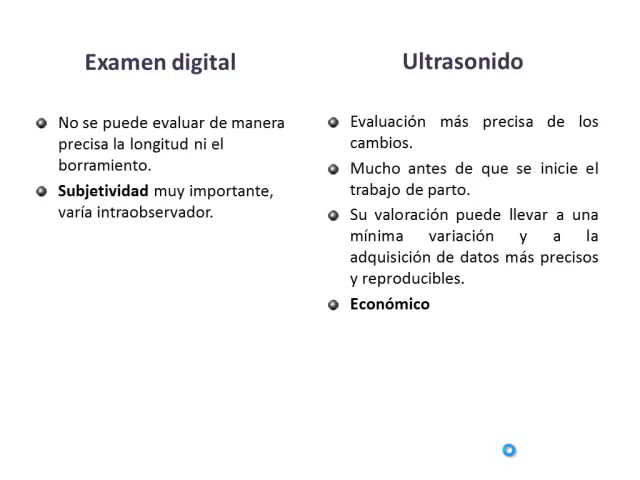 Examen digital
No se puede evaluar de manera
precisa la longitud ni el
borramiento.
Subjetividad muy importante,
varía intraobservador.
Ultrasonido
Evaluación más precisa de los
cambios.
Mucho antes de que se inicie el
trabajo de parto.
Su valoración puede llevar a una
mínima variación y a la
adquisición de datos más precisos
y reproducibles.
Económico